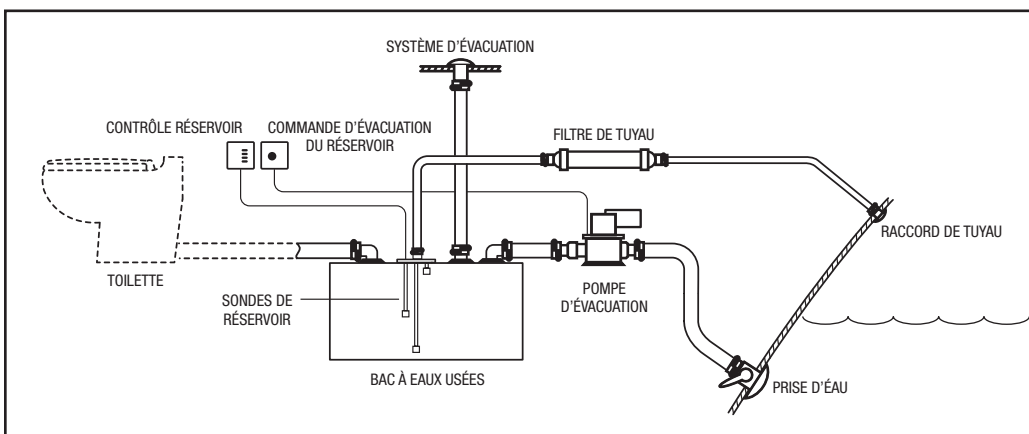 SYSTÈME D'ÉVACUATION
CONTRÔLE RÉSERVOIR
COMMANDE D'ÉVACUATION
DU RÉSERVOIR
FILTRE DE TUYAU
RACCORD DE TUYAU
TOILETTE
SONDES DE
RÉSERVOIR
POMPE
D'ÉVACUATION
BAC À EAUX USÉES
PRISE D'ÉAU